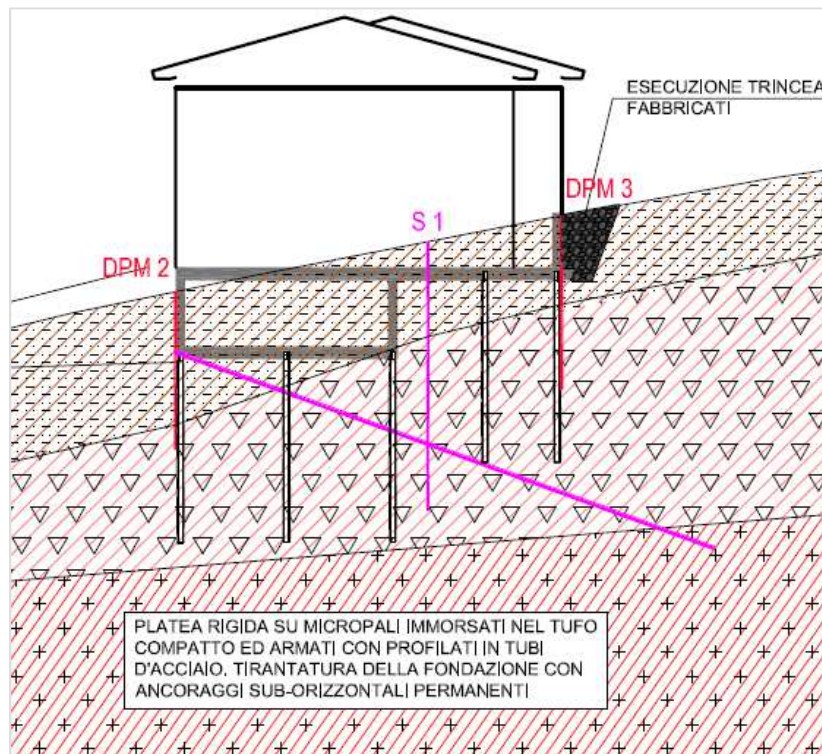 ESECUZIONE TRINCEA
FABBRICATI
DPM 3
S 1
DPM 2
PLATEA RIGIDA SU MICROPALI IMMORSATI NEL TUFO
COMPATTO ED ARMATI CON PROFILATI IN TUBI
D'ACCIAIO. TIRANTATURA DELLA FONDAZIONE CON
ANCORAGGI SUB-ORIZZONTALI PERMANENTI